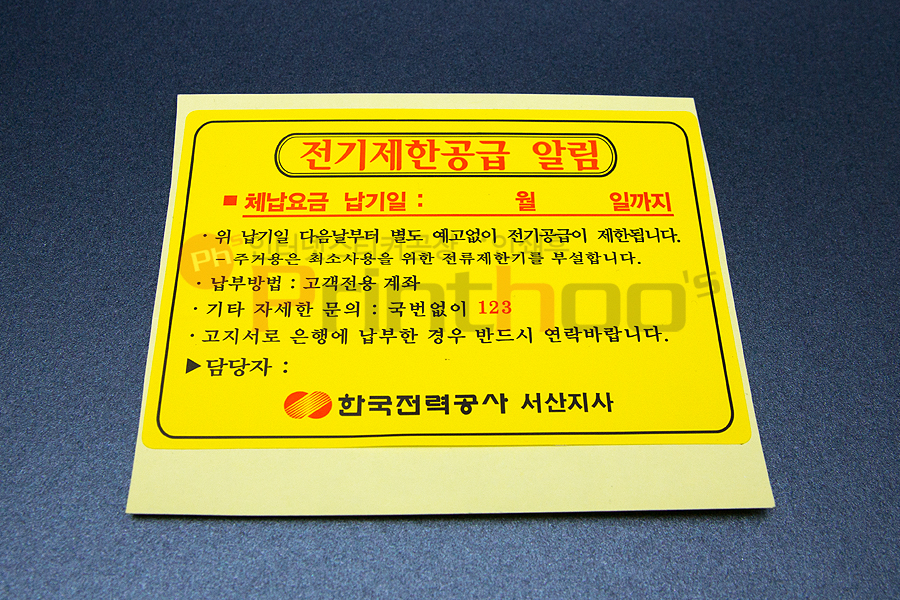 전기제한공급 알림
■ 체납요금 납기일 : 월 일까지
· 위 납기일 다음날부터 별도 예고없이 전기공급이 제한됩니다.
- 주거용은 최소사용을 위한 전류제한기를 부설합니다.
· 납부방법 : 고객전용 계좌
· 기타 자세한 문의 : 국번없이 123
· 고지서로 은행에 납부한 경우 반드시 연락바랍니다.
▶담당자 :
한국전력공사 서산지사
PH's
Printhoo's